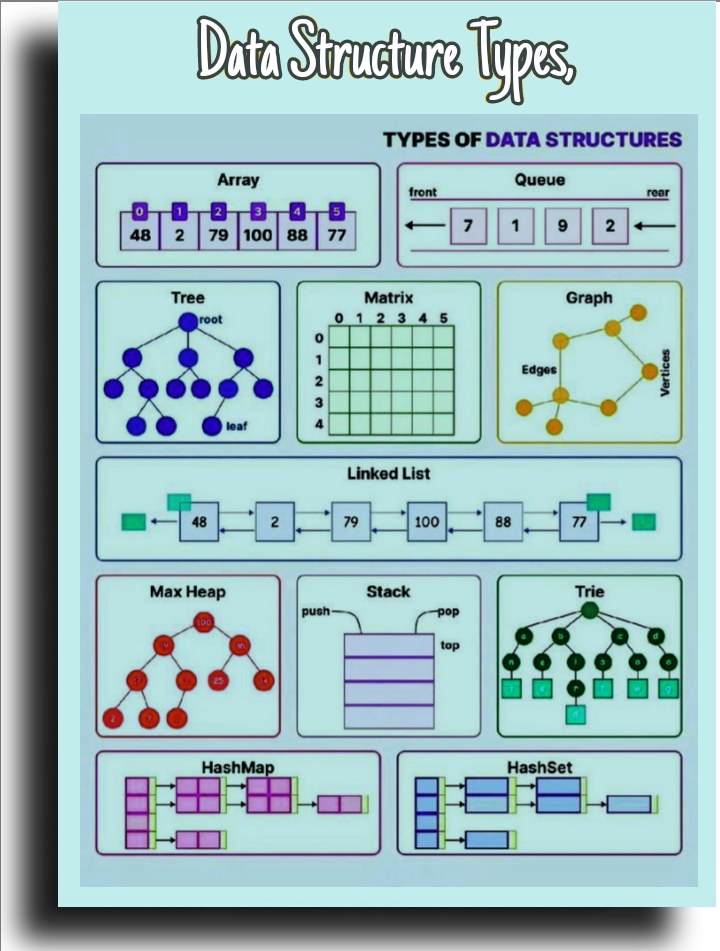 Data Structure Types,
TYPES OF DATA STRUCTURES
Array
0 1 2 3 4 5
48 2 79 100 88 77
Queue
front rear
7 1 9 2
Tree
root
leaf
Matrix
0 1 2 3 4 5
0
1
2
3
4
Graph
Edges
Vertices
Linked List
48 2 79 100 88 77
Max Heap
100
25
2
Stack
push pop
top
Trie
a b c d
n e i a o o
r
d
HashMap
HashSet